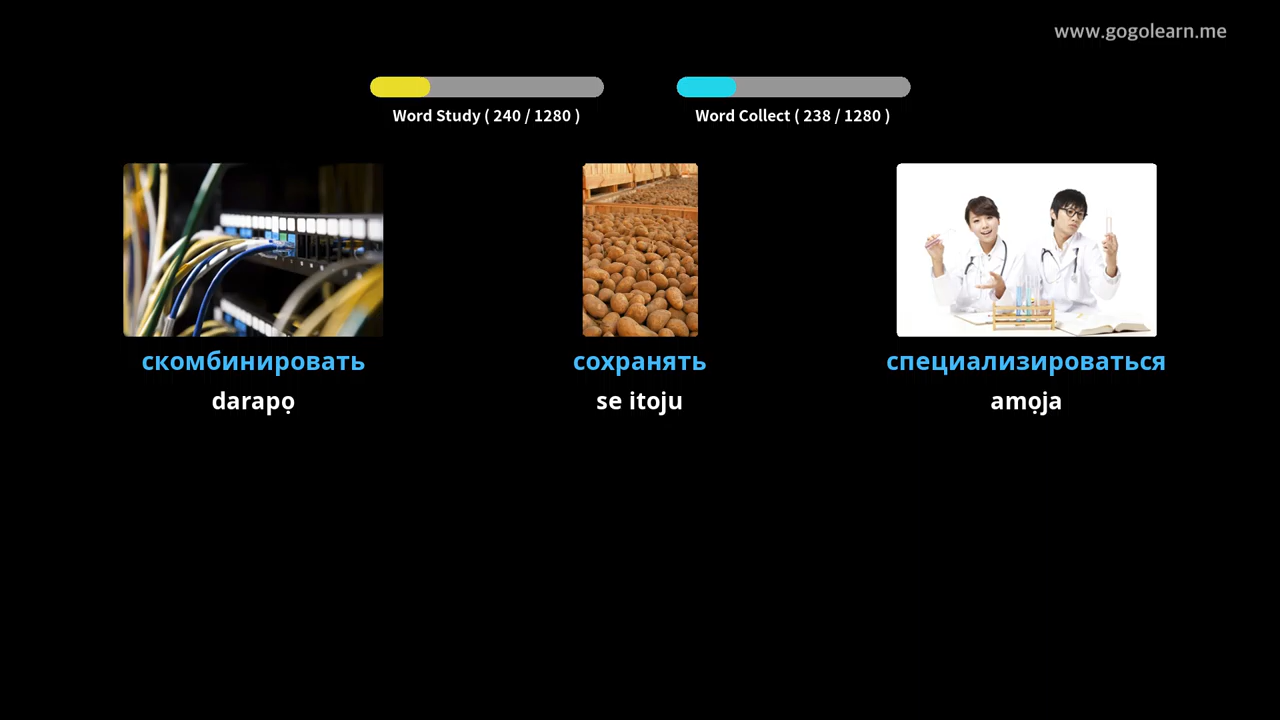 www.gogolearn.me
Word Study ( 240 / 1280 )
Word Collect ( 238 / 1280 )
скомбинировать
сохранять
специализироваться
darapọ
se itoju
amọja